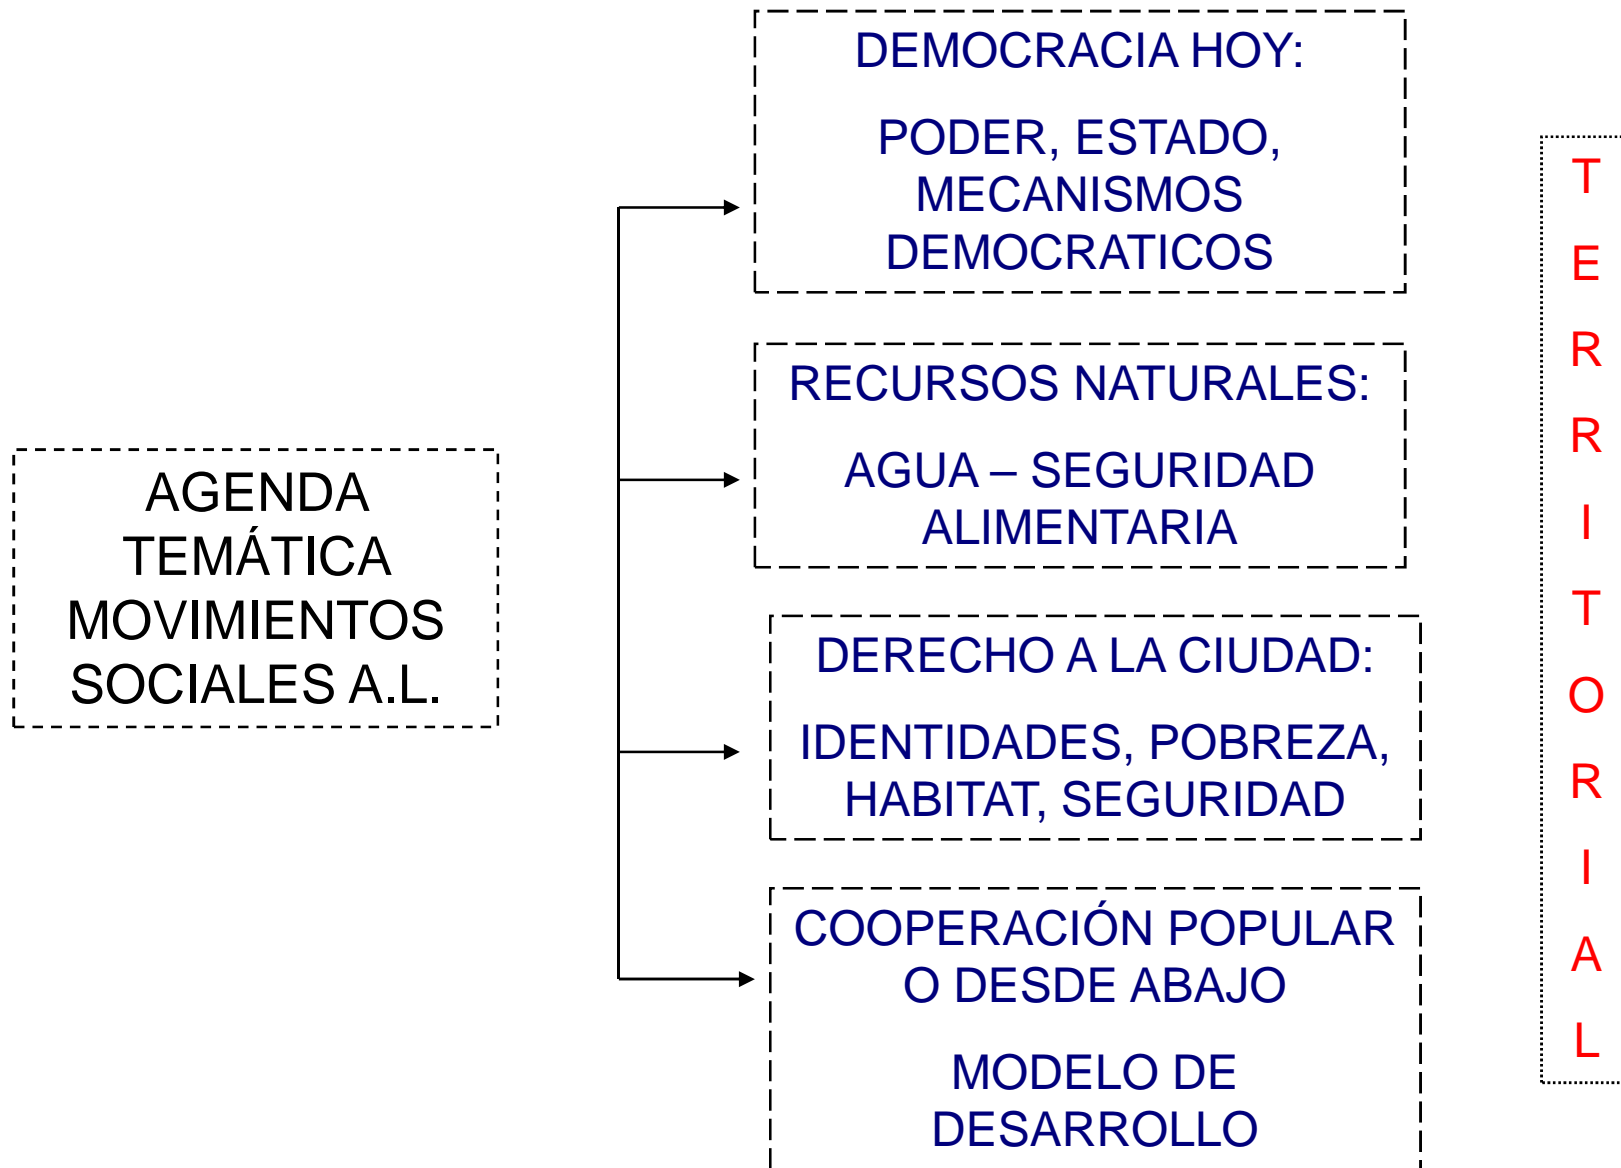 AGENDA
TEMÁTICA
MOVIMIENTOS
SOCIALES A.L.
DEMOCRACIA HOY:
PODER, ESTADO,
MECANISMOS
DEMOCRATICOS
RECURSOS NATURALES:
AGUA – SEGURIDAD
ALIMENTARIA
DERECHO A LA CIUDAD:
IDENTIDADES, POBREZA,
HABITAT, SEGURIDAD
COOPERACIÓN POPULAR
O DESDE ABAJO
MODELO DE
DESARROLLO
T
E
R
R
I
T
O
R
I
A
L